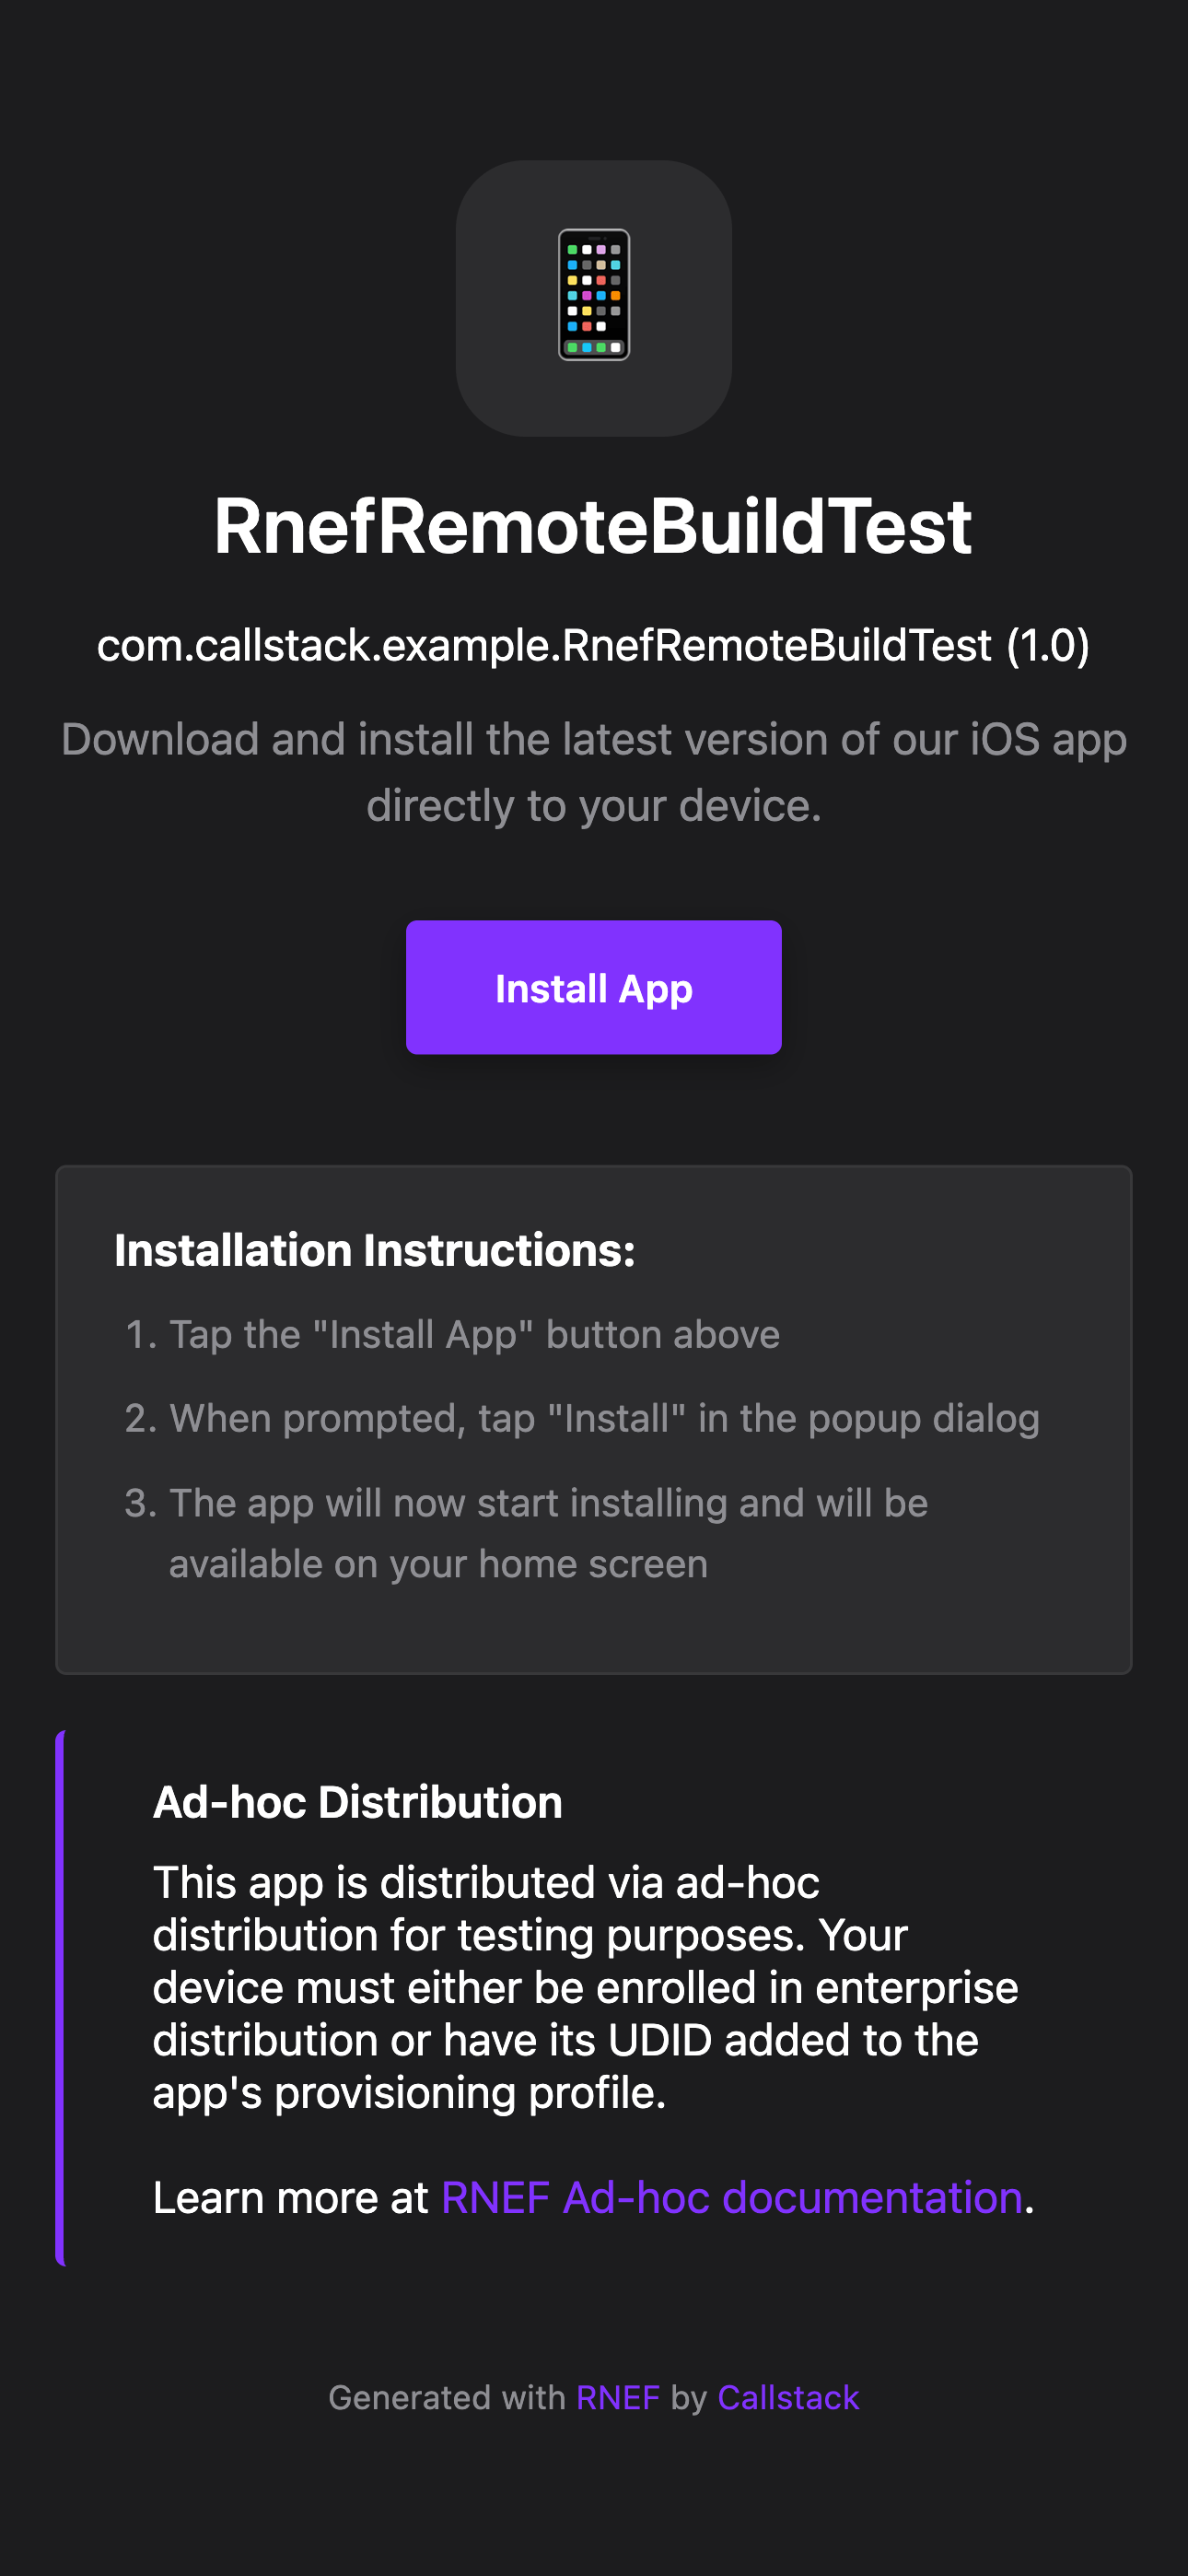 RnefRemoteBuildTest
com.callstack.example.RnefRemoteBuildTest (1.0)
Download and install the latest version of our iOS app
directly to your device.
Install App
Installation Instructions:
1. Tap the "Install App" button above
2. When prompted, tap "Install" in the popup dialog
3. The app will now start installing and will be
available on your home screen
Ad-hoc Distribution
This app is distributed via ad-hoc
distribution for testing purposes. Your
device must either be enrolled in enterprise
distribution or have its UDID added to the
app's provisioning profile.
Learn more at RNEF Ad-hoc documentation.
Generated with RNEF by Callstack